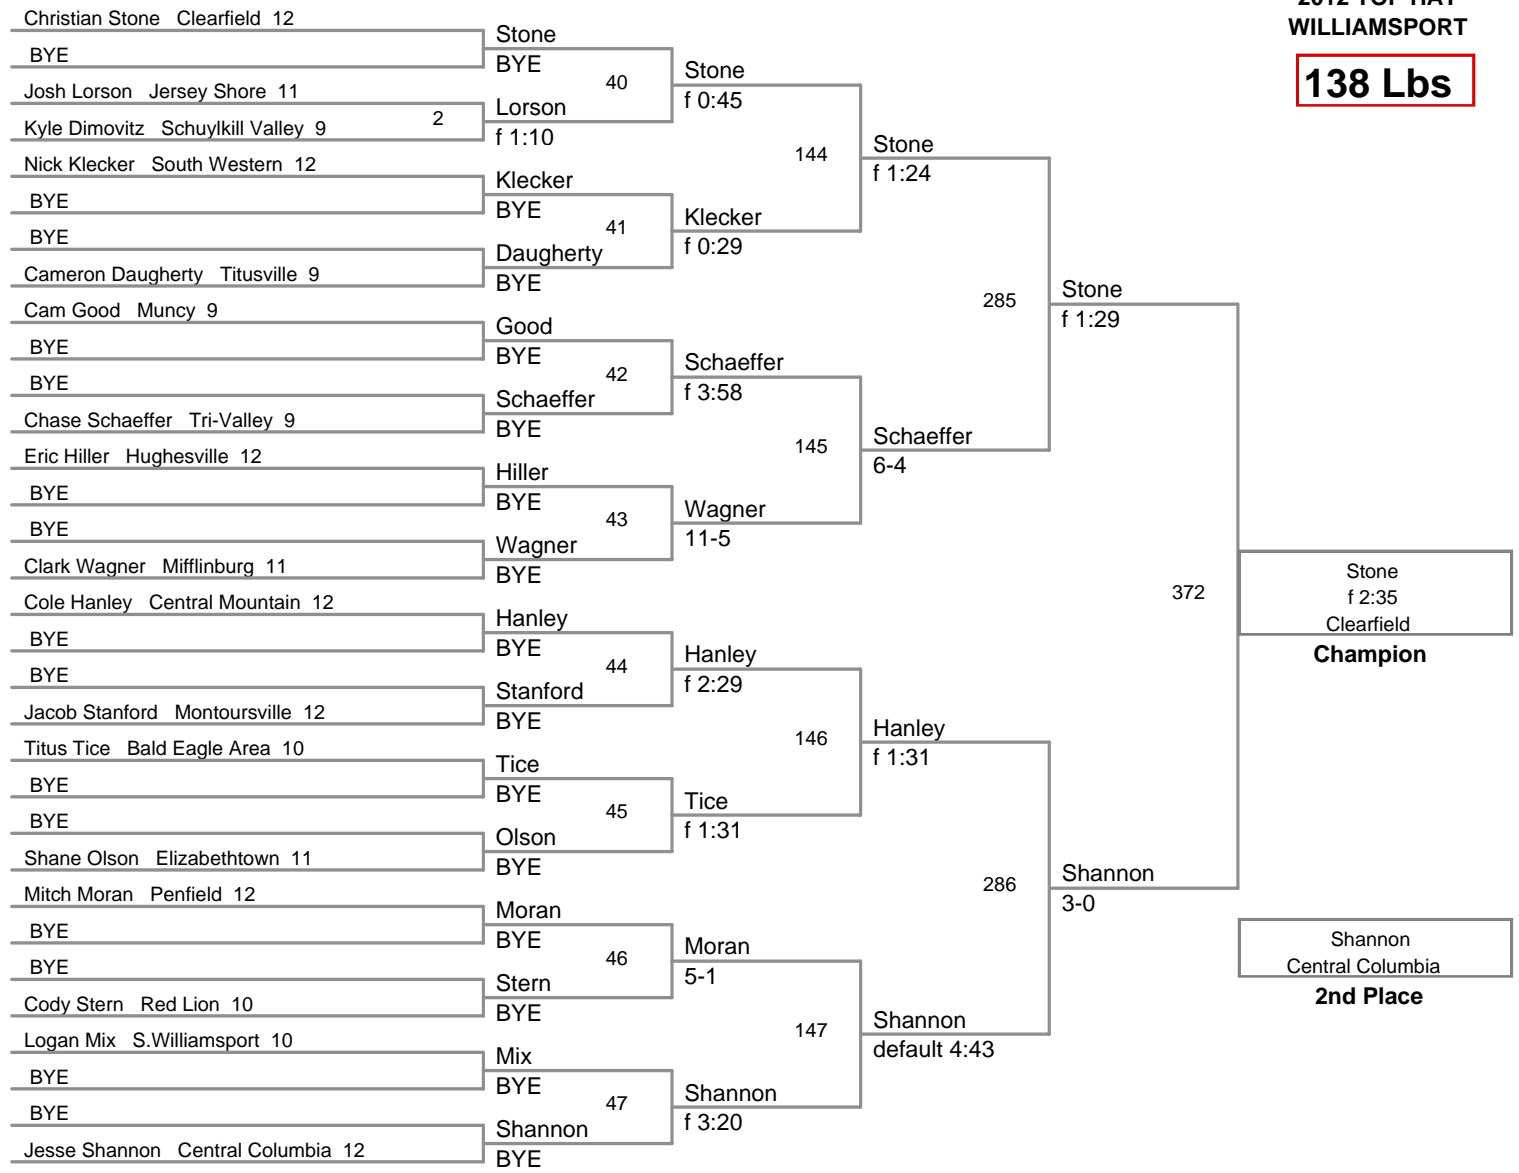 2012 TOP HAT
WILLIAMSPORT
138 Lbs
Christian Stone Clearfield 12
BYE
Josh Lorson Jersey Shore 11
Kyle Dimovitz Schuylkill Valley 9
Nick Klecker South Western 12
BYE
BYE
Cameron Daugherty Titusville 9
Cam Good Muncy 9
BYE
BYE
Chase Schaeffer Tri-Valley 9
Eric Hiller Hughesville 12
BYE
BYE
Clark Wagner Mifflinburg 11
Cole Hanley Central Mountain 12
BYE
BYE
Jacob Stanford Montoursville 12
Titus Tice Bald Eagle Area 10
BYE
BYE
Shane Olson Elizabethtown 11
Mitch Moran Penfield 12
BYE
BYE
Cody Stern Red Lion 10
Logan Mix S.Williamsport 10
BYE
BYE
Jesse Shannon Central Columbia 12
2
Stone
BYE
Lorson
f 1:10
Klecker
BYE
Daugherty
BYE
Good
BYE
Schaeffer
BYE
Hiller
BYE
Wagner
BYE
Hanley
BYE
Stanford
BYE
Tice
BYE
Olson
BYE
Moran
BYE
Stern
BYE
Mix
BYE
Shannon
BYE
40
41
42
43
44
45
46
47
Stone
f 0:45
Klecker
f 0:29
Schaeffer
f 3:58
Wagner
11-5
Hanley
f 2:29
Tice
f 1:31
Moran
5-1
Shannon
f 3:20
144
145
146
147
Stone
f 1:24
Schaeffer
6-4
Hanley
f 1:31
Shannon
default 4:43
285
286
Stone
f 1:29
Shannon
3-0
372
Stone
f 2:35
Clearfield
Champion
Shannon
Central Columbia
2nd Place